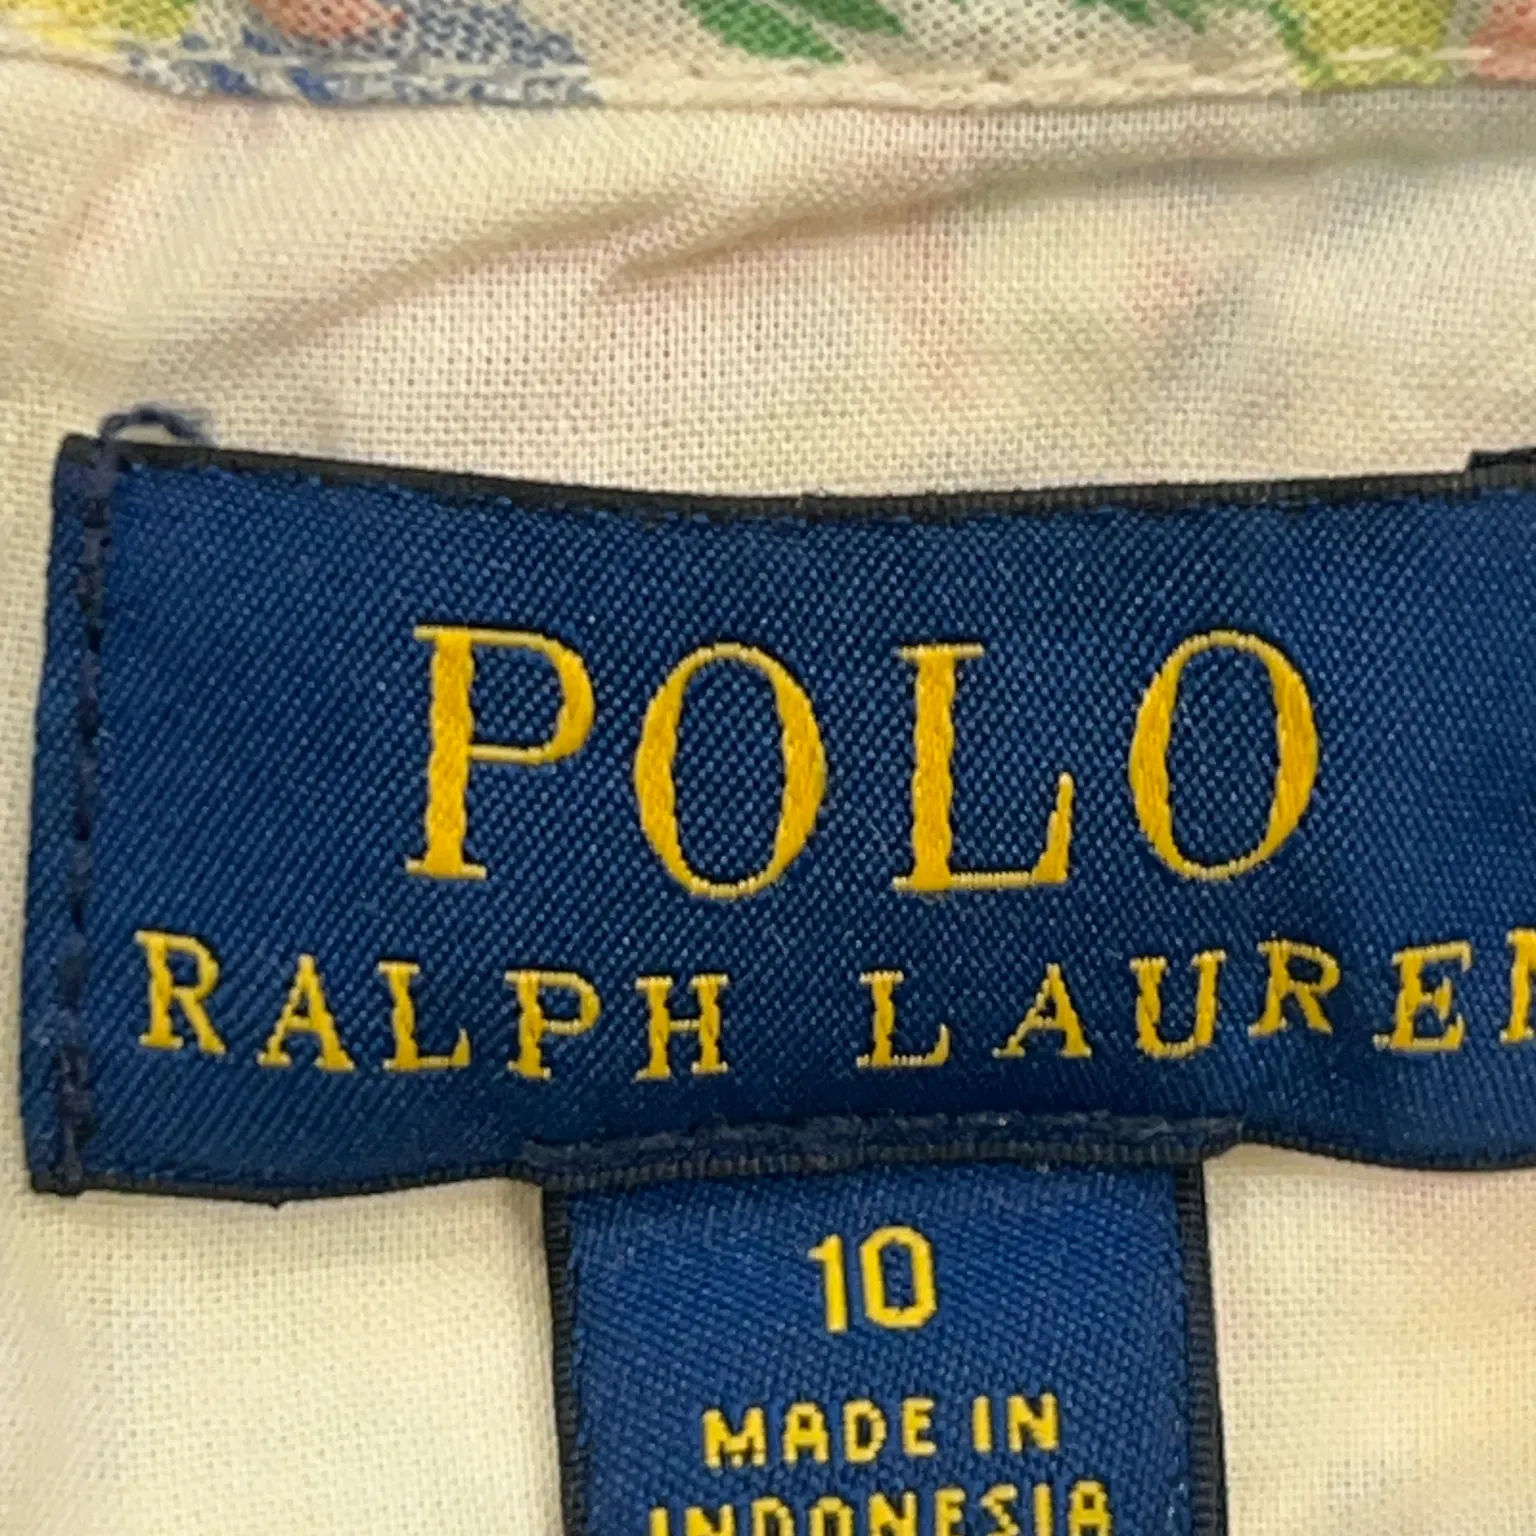 POLO
RALPH LAUREN
10
MADE IN
INDONESIA